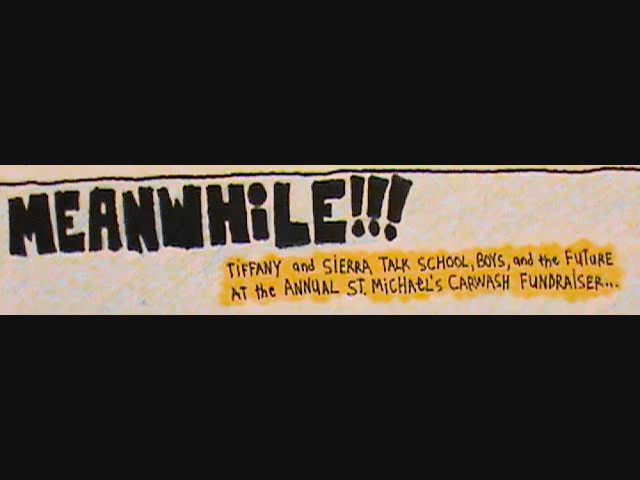 MEANWHiLE!!!
TiFFANY and SiERRA TALK SCHOOL, BOYS, and the FUTURE
AT the ANNUAL ST. MiCHAEL'S CARWASH FUNDRAiSER...